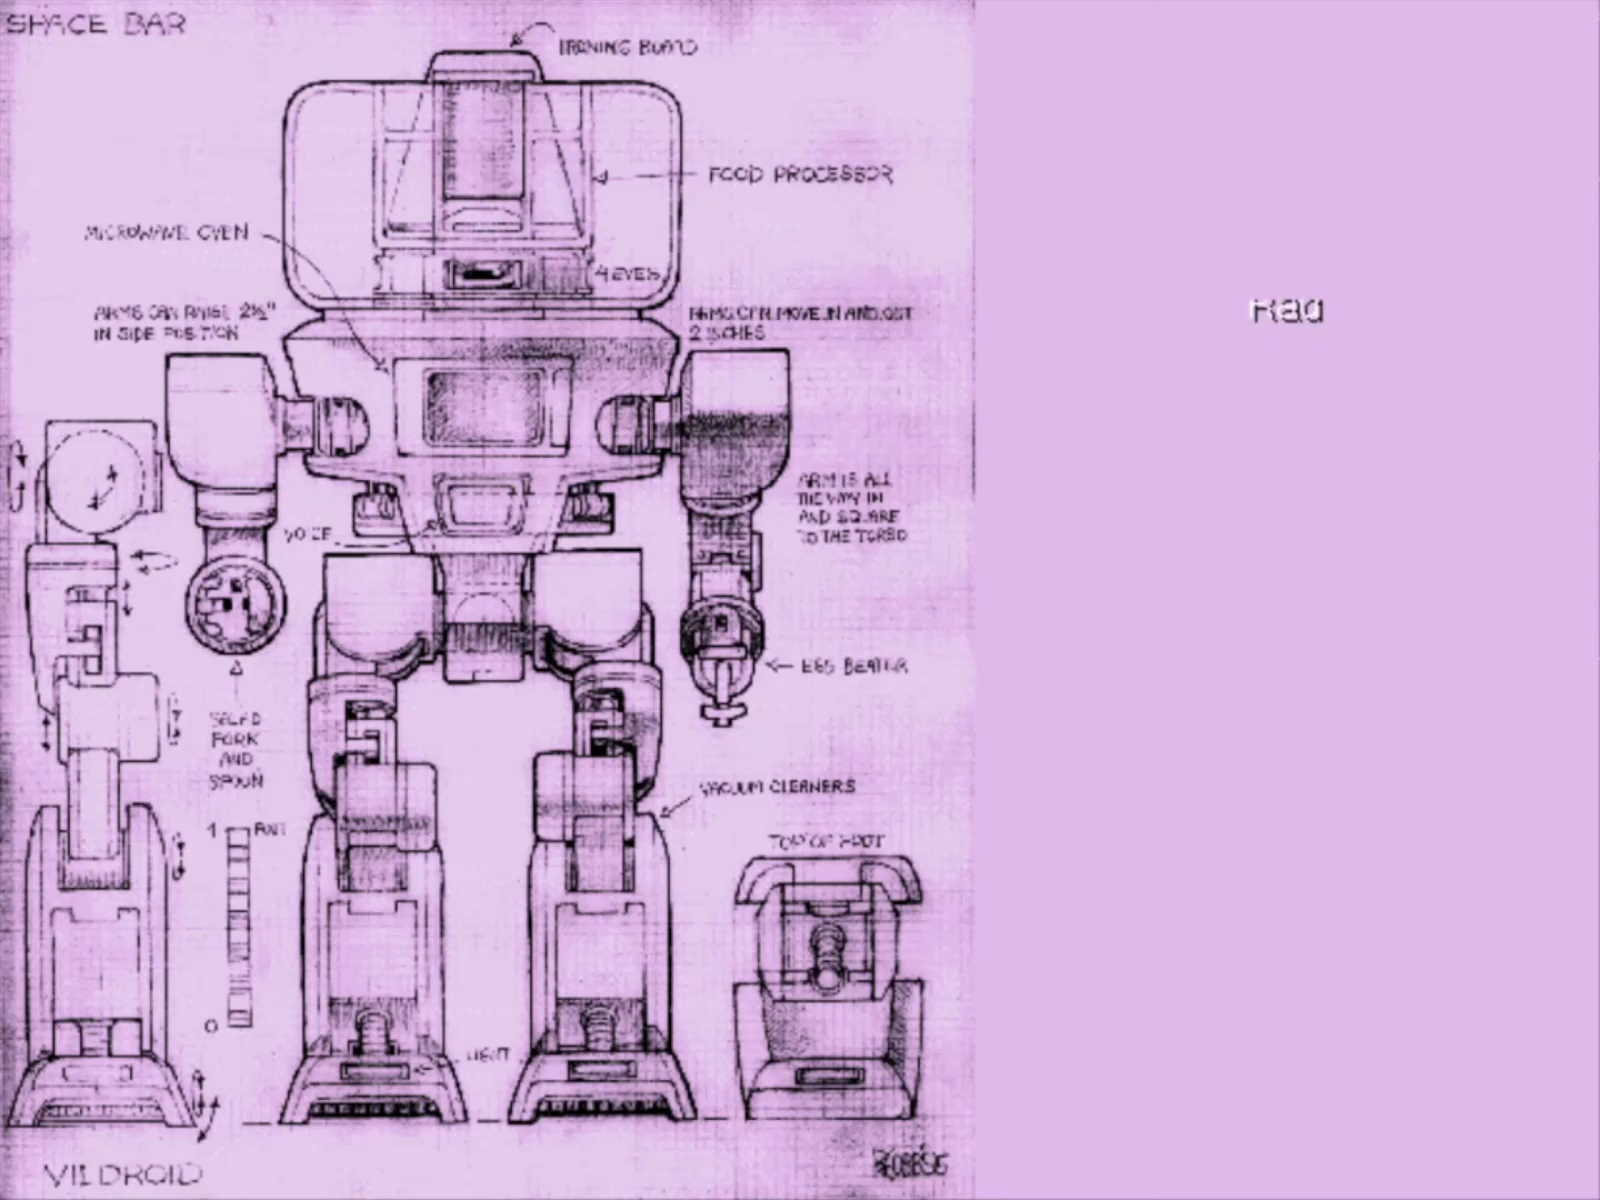 SPACE BAR
IRONING BOARD
FOOD PROCESSOR
MICROWAVE OVEN
4 EYES
ARMS CAN RAISE 2½"
IN SIDE POSITION
ARMS CAN MOVE IN AND OUT
2 INCHES
ARM IS ALL
THE WAY IN
AND SQUARE
TO THE TORSO
VOICE
EGG BEATER
SALAD
FORK
AND
SPOON
VACUUM CLEANERS
1 FOOT
TOP OF FOOT
0
LIGHT
VII DROID